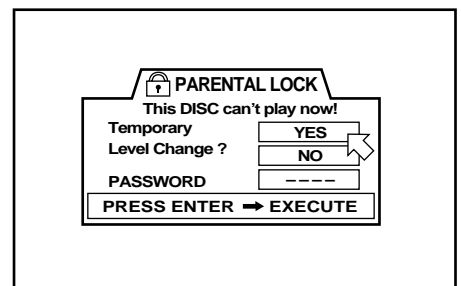 PARENTAL LOCK
This DISC can't play now!
Temporary YES
Level Change ? NO
PASSWORD – – – –
PRESS ENTER ➡ EXECUTE